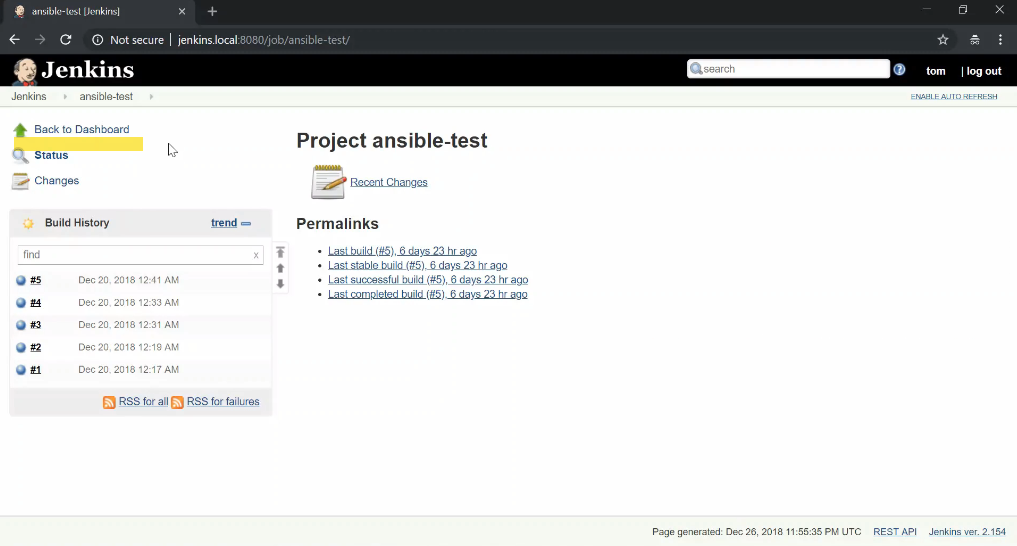 ansible-test [Jenkins]
Not secure | jenkins.local:8080/job/ansible-test/
Jenkins
search
tom | log out
Jenkins ansible-test
ENABLE AUTO REFRESH
Back to Dashboard
Status
Changes
Project ansible-test
Recent Changes
Build History trend
find x
#5 Dec 20, 2018 12:41 AM
#4 Dec 20, 2018 12:33 AM
#3 Dec 20, 2018 12:31 AM
#2 Dec 20, 2018 12:19 AM
#1 Dec 20, 2018 12:17 AM
RSS for all RSS for failures
Permalinks
Last build (#5), 6 days 23 hr ago
Last stable build (#5), 6 days 23 hr ago
Last successful build (#5), 6 days 23 hr ago
Last completed build (#5), 6 days 23 hr ago
Page generated: Dec 26, 2018 11:55:35 PM UTC REST API Jenkins ver. 2.154